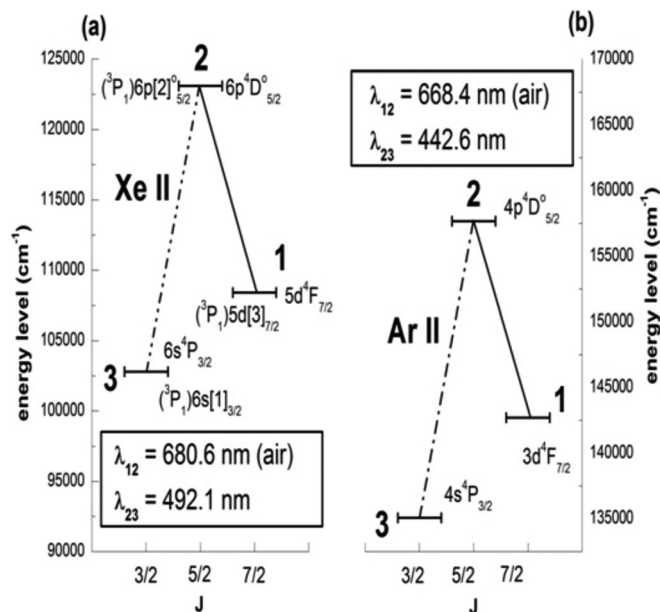 (a)
energy level (cm⁻¹)
125000
120000
115000
110000
105000
100000
95000
90000
2
(³P₁)6p[2]°₅/₂ 6p⁴D°₅/₂
Xe II
1
5d⁴F₇/₂
(³P₁)5d[3]₇/₂
6s⁴P₃/₂
3
(³P₁)6s[1]₃/₂
λ₁₂ = 680.6 nm (air)
λ₂₃ = 492.1 nm
3/2 5/2 7/2
J
(b)
λ₁₂ = 668.4 nm (air)
λ₂₃ = 442.6 nm
2
4p⁴D°₅/₂
Ar II
1
3d⁴F₇/₂
4s⁴P₃/₂
3
3/2 5/2 7/2
J
170000
165000
160000
155000
150000
145000
140000
135000
energy level (cm⁻¹)